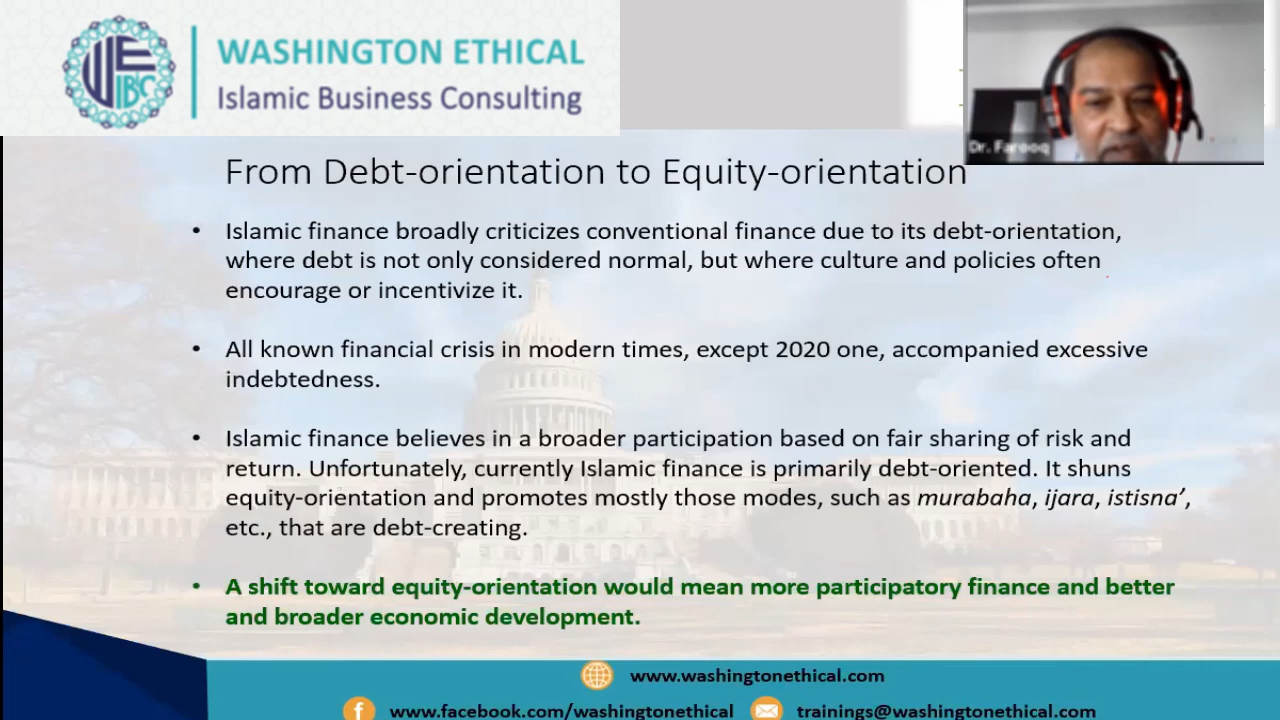 WASHINGTON ETHICAL
Islamic Business Consulting
WEIBC
Dr. Farooq
From Debt-orientation to Equity-orientation
• Islamic finance broadly criticizes conventional finance due to its debt-orientation,
where debt is not only considered normal, but where culture and policies often
encourage or incentivize it.
• All known financial crisis in modern times, except 2020 one, accompanied excessive
indebtedness.
• Islamic finance believes in a broader participation based on fair sharing of risk and
return. Unfortunately, currently Islamic finance is primarily debt-oriented. It shuns
equity-orientation and promotes mostly those modes, such as murabaha, ijara, istisna’,
etc., that are debt-creating.
• A shift toward equity-orientation would mean more participatory finance and better
and broader economic development.
www.washingtonethical.com
f www.facebook.com/washingtonethical trainings@washingtonethical.com